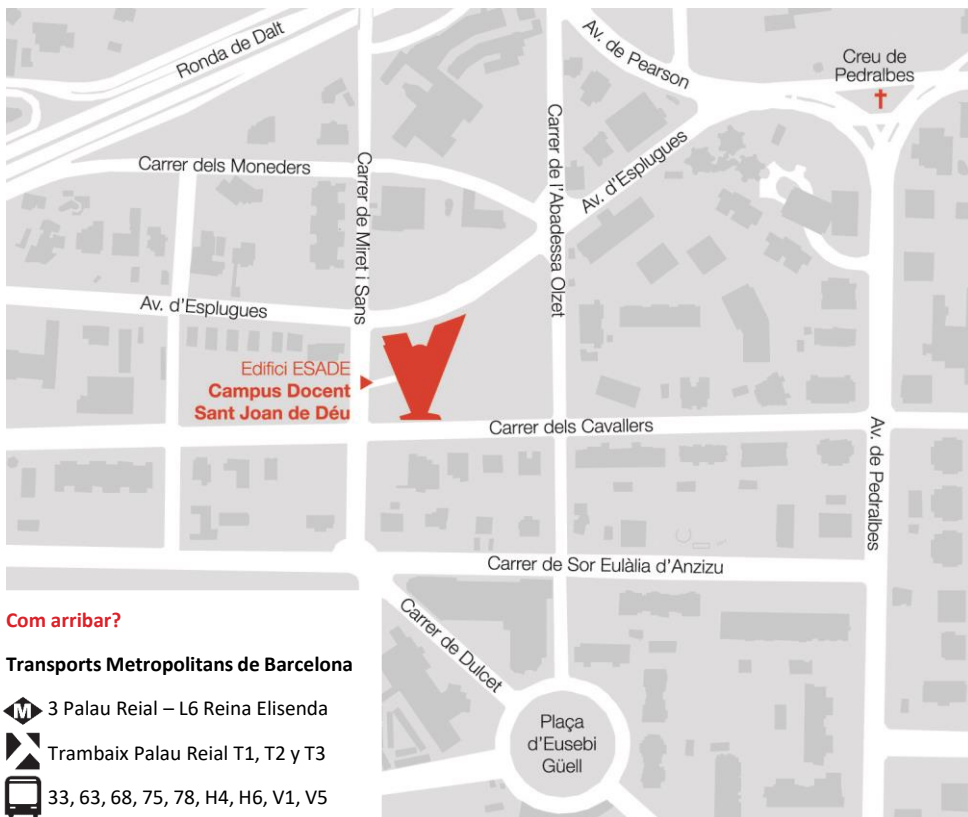 Ronda de Dalt
Av. de Pearson
Creu de
Pedralbes
Carrer dels Moneders
Carrer de Miret i Sans
Carrer de l'Abadessa Olzet
Av. d'Esplugues
Av. d'Esplugues
Edifici ESADE
Campus Docent
Sant Joan de Déu
Carrer dels Cavallers
Av. de Pedralbes
Carrer de Sor Eulàlia d'Anzizu
Carrer de Dulcet
Plaça
d'Eusebi
Güell
Com arribar?
Transports Metropolitans de Barcelona
M 3 Palau Reial – L6 Reina Elisenda
Trambaix Palau Reial T1, T2 y T3
33, 63, 68, 75, 78, H4, H6, V1, V5